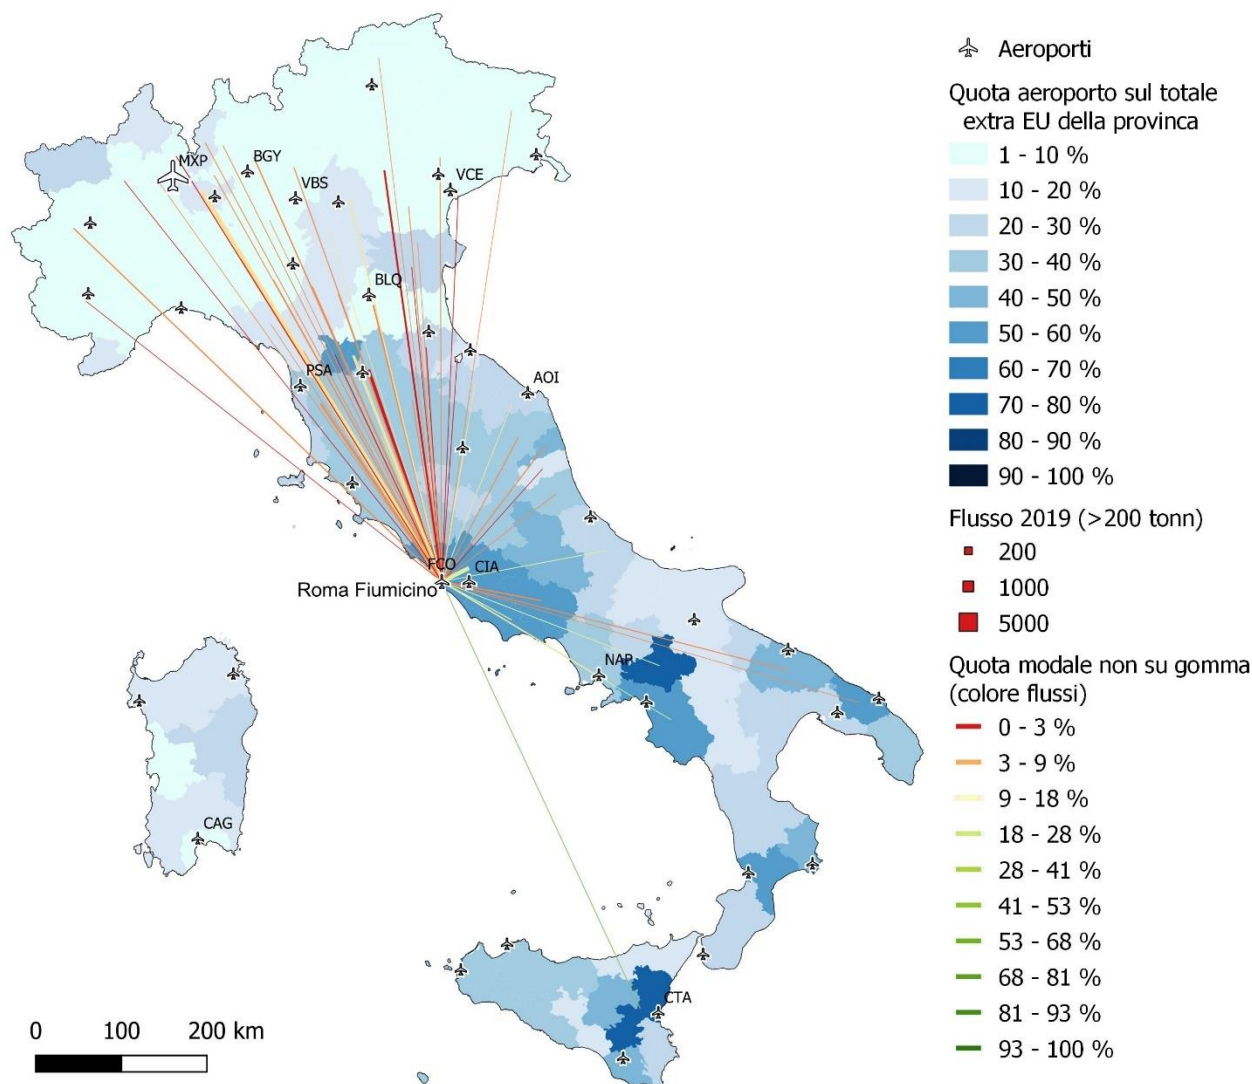 MXP
BGY
VBS
VCE
BLQ
PSA
AOI
FCO
CIA
Roma Fiumicino
NAP
CAG
CTA
0 100 200 km
Aeroporti
Quota aeroporto sul totale
extra EU della provinca
1 - 10 %
10 - 20 %
20 - 30 %
30 - 40 %
40 - 50 %
50 - 60 %
60 - 70 %
70 - 80 %
80 - 90 %
90 - 100 %
Flusso 2019 (>200 tonn)
200
1000
5000
Quota modale non su gomma
(colore flussi)
0 - 3 %
3 - 9 %
9 - 18 %
18 - 28 %
28 - 41 %
41 - 53 %
53 - 68 %
68 - 81 %
81 - 93 %
93 - 100 %